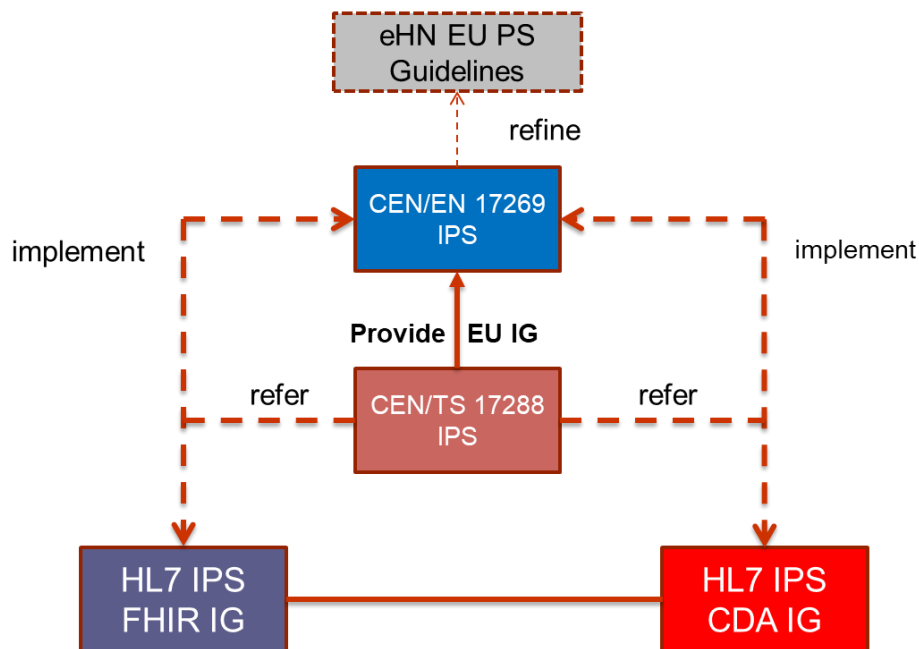 eHN EU PS
Guidelines
refine
CEN/EN 17269
IPS
implement
implement
Provide EU IG
refer
CEN/TS 17288
IPS
refer
HL7 IPS
FHIR IG
HL7 IPS
CDA IG